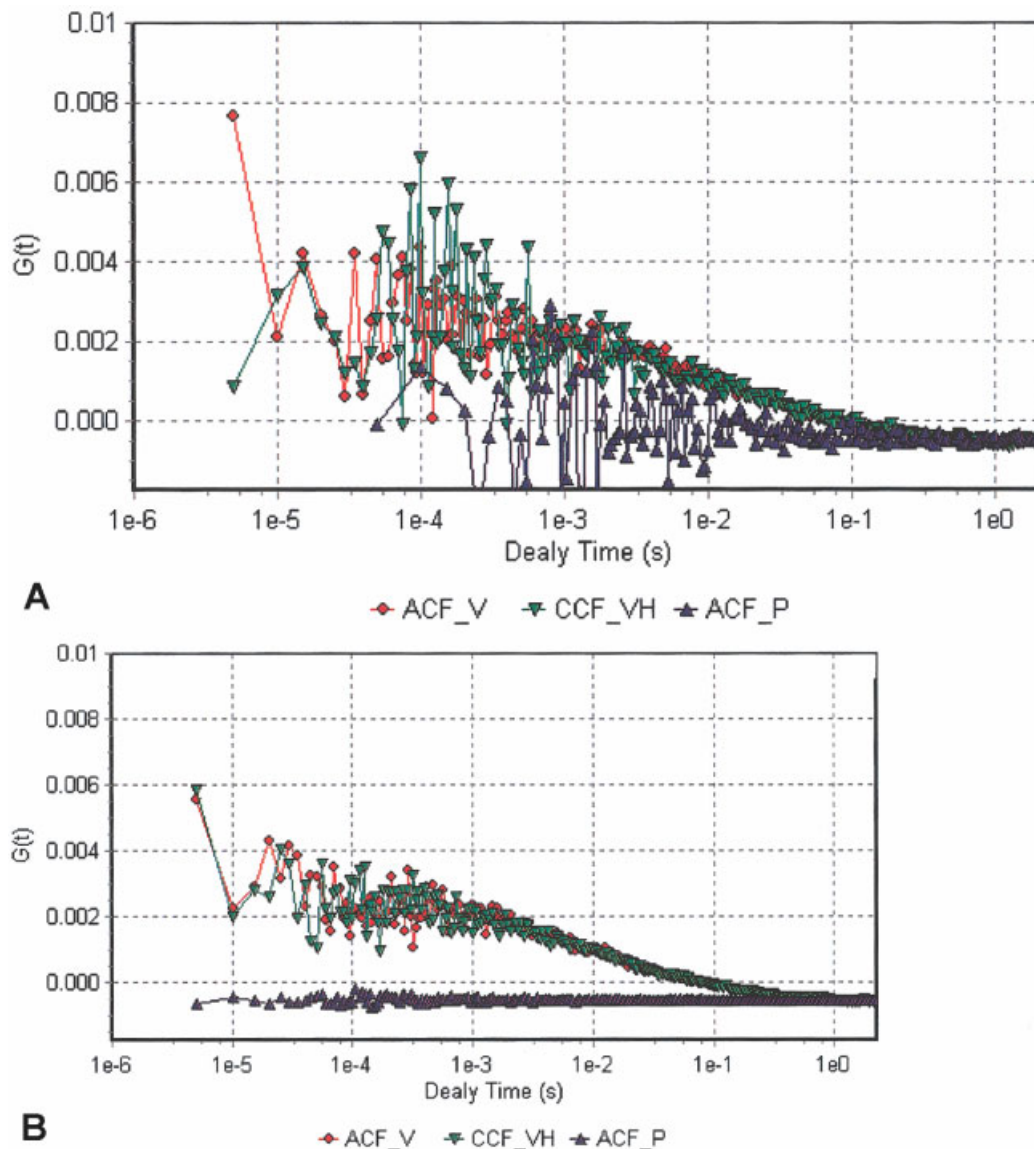 0.01
0.008
0.006
0.004
0.002
0.000
G(t)
1e-6 1e-5 1e-4 1e-3 1e-2 1e-1 1e0
Dealy Time (s)
A
ACF_V CCF_VH ACF_P
0.01
0.008
0.006
0.004
0.002
0.000
G(t)
1e-6 1e-5 1e-4 1e-3 1e-2 1e-1 1e0
Dealy Time (s)
B
ACF_V CCF_VH ACF_P